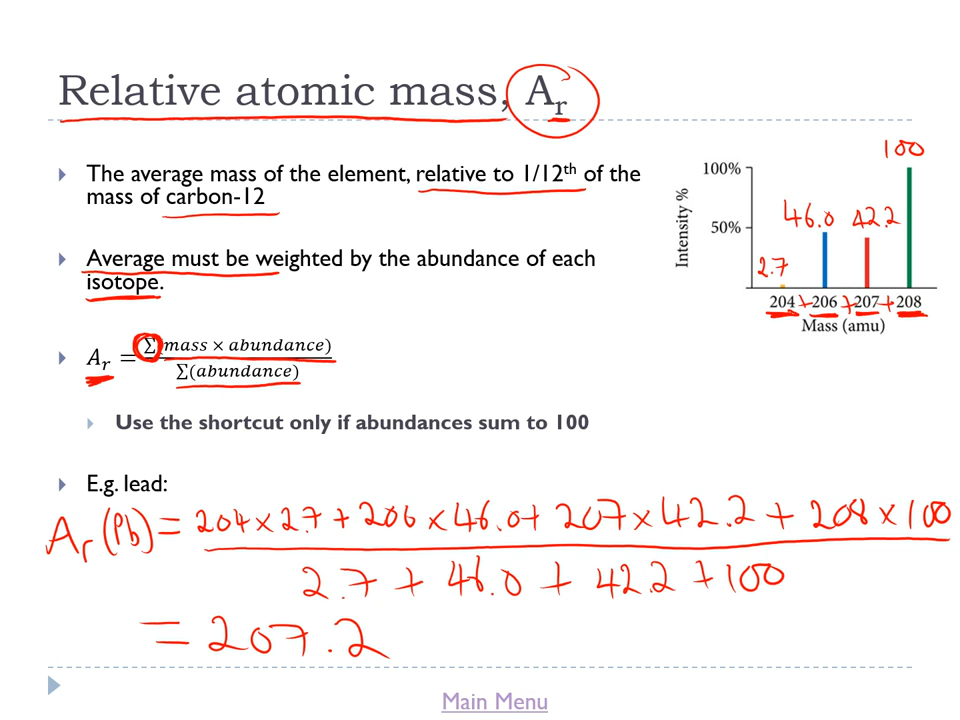 Relative atomic mass, Aᵣ
The average mass of the element, relative to 1/12ᵗʰ of the
mass of carbon-12
Average must be weighted by the abundance of each
isotope.
Aᵣ = ∑(mass × abundance)
∑(abundance)
Use the shortcut only if abundances sum to 100
E.g. lead:
Aᵣ(Pb) = 204 × 2.7 + 206 × 46.0 + 207 × 42.2 + 208 × 100
2.7 + 46.0 + 42.2 + 100
= 207.2
100
100%
46.0 42.2
50%
2.7
Intensity %
204 + 206 + 207 + 208
Mass (amu)
Main Menu